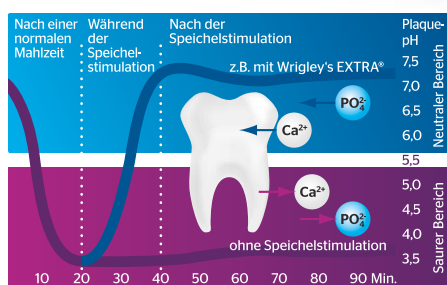 Nach einer
normalen
Mahlzeit
Während
der
Speichel-
stimulation
Nach der
Speichelstimulation
Plaque-
pH
z.B. mit Wrigley's EXTRA®
7,5
7,0
6,5
6,0
5,5
5,0
4,5
4,0
3,5
Neutraler Bereich
Saurer Bereich
PO₄²⁻
Ca²⁺
Ca²⁺
PO₄²⁻
ohne Speichelstimulation
10 20 30 40 50 60 70 80 90 Min.